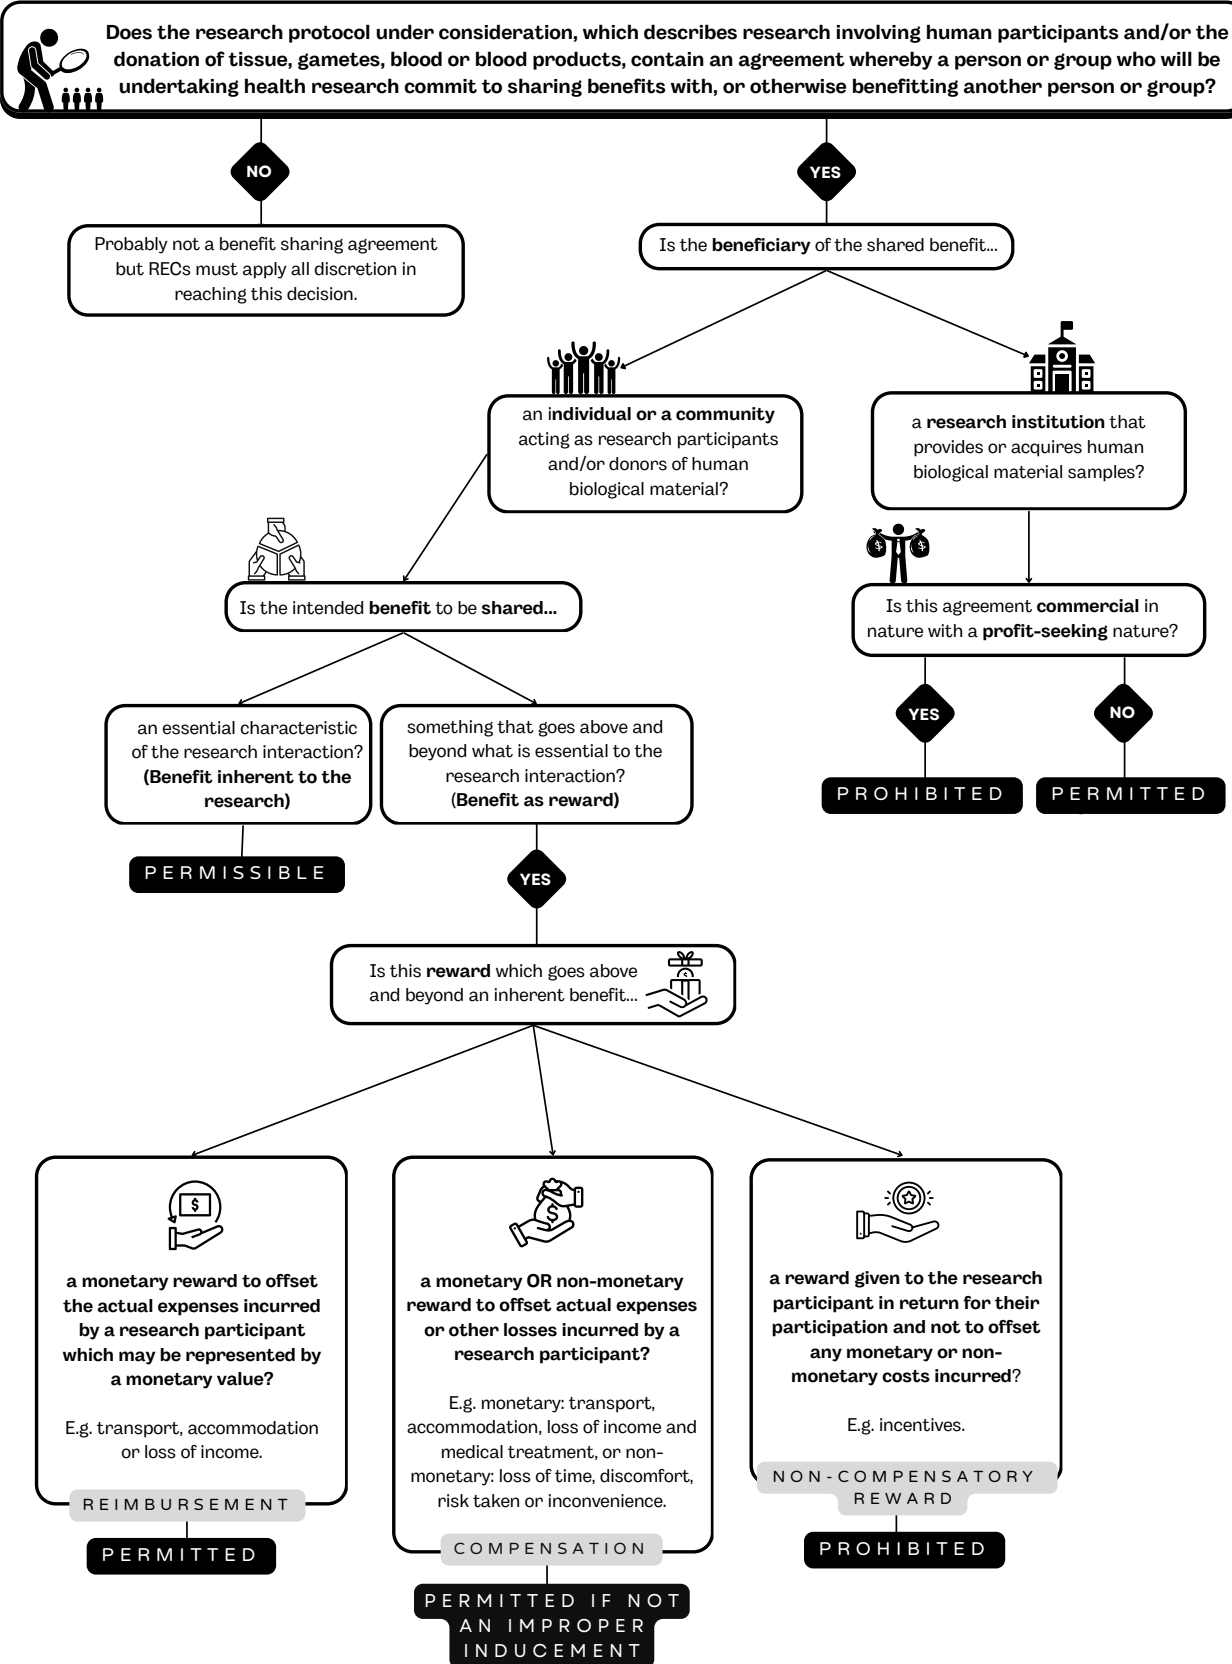 Does the research protocol under consideration, which describes research involving human participants and/or the
donation of tissue, gametes, blood or blood products, contain an agreement whereby a person or group who will be
undertaking health research commit to sharing benefits with, or otherwise benefitting another person or group?
NO
YES
Probably not a benefit sharing agreement
but RECs must apply all discretion in
reaching this decision.
Is the beneficiary of the shared benefit...
an individual or a community
acting as research participants
and/or donors of human
biological material?
a research institution that
provides or acquires human
biological material samples?
Is the intended benefit to be shared...
Is this agreement commercial in
nature with a profit-seeking nature?
an essential characteristic
of the research interaction?
(Benefit inherent to the
research)
something that goes above and
beyond what is essential to the
research interaction?
(Benefit as reward)
YES
NO
PROHIBITED
PERMITTED
PERMISSIBLE
YES
Is this reward which goes above
and beyond an inherent benefit...
$
$
$
a monetary reward to offset
the actual expenses incurred
by a research participant
which may be represented by
a monetary value?
E.g. transport, accommodation
or loss of income.
REIMBURSEMENT
PERMITTED
$
a monetary OR non-monetary
reward to offset actual expenses
or other losses incurred by a
research participant?
E.g. monetary: transport,
accommodation, loss of income and
medical treatment, or non-
monetary: loss of time, discomfort,
risk taken or inconvenience.
COMPENSATION
PERMITTED IF NOT
AN IMPROPER
INDUCEMENT
$
a reward given to the research
participant in return for their
participation and not to offset
any monetary or non-
monetary costs incurred?
E.g. incentives.
NON-COMPENSATORY
REWARD
PROHIBITED